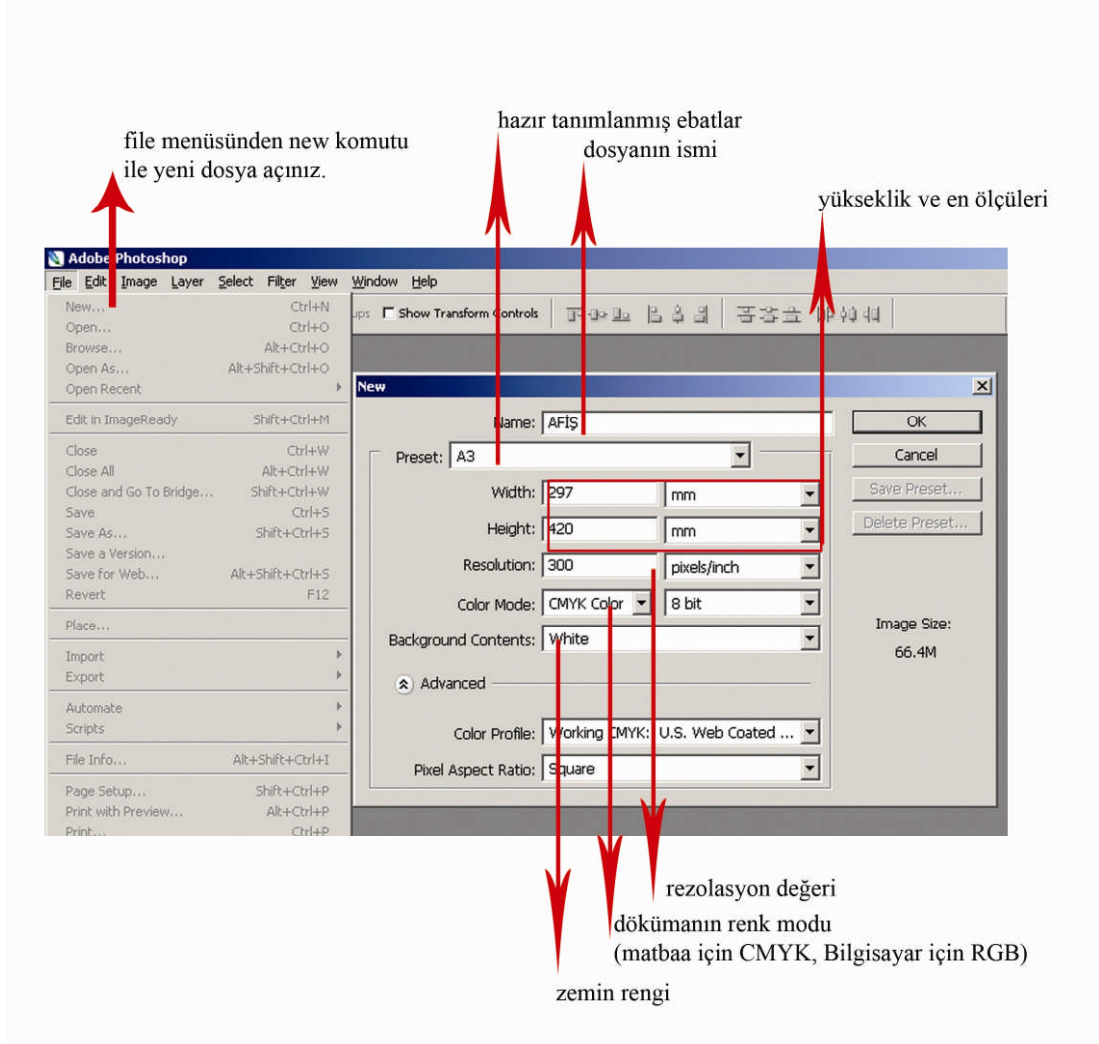 hazır tanımlanmış ebatlar
file menüsünden new komutu
dosyanın ismi
ile yeni dosya açınız.
yükseklik ve en ölçüleri
Adobe Photoshop
File Edit Image Layer Select Filter View Window Help
New... Ctrl+N
Show Transform Controls
Open... Ctrl+O
Browse... Alt+Ctrl+O
Open As... Alt+Shift+Ctrl+O
Open Recent
Edit in ImageReady Shift+Ctrl+M
Close Ctrl+W
Close All Alt+Ctrl+W
Close and Go To Bridge... Shift+Ctrl+W
Save Ctrl+S
Save As... Shift+Ctrl+S
Save a Version...
Save for Web... Alt+Shift+Ctrl+S
Revert F12
Place...
Import
Export
Automate
Scripts
File Info... Alt+Shift+Ctrl+I
Page Setup... Shift+Ctrl+P
Print with Preview... Alt+Ctrl+P
Print... Ctrl+P
New
Name: AFİŞ
Preset: A3
Width: 297 mm
Height: 420 mm
Resolution: 300 pixels/inch
Color Mode: CMYK Color 8 bit
Background Contents: White
Advanced
Color Profile: Working CMYK: U.S. Web Coated ...
Pixel Aspect Ratio: Square
OK
Cancel
Save Preset...
Delete Preset...
Image Size:
66.4M
rezolasyon değeri
dökümanın renk modu
(matbaa için CMYK, Bilgisayar için RGB)
zemin rengi